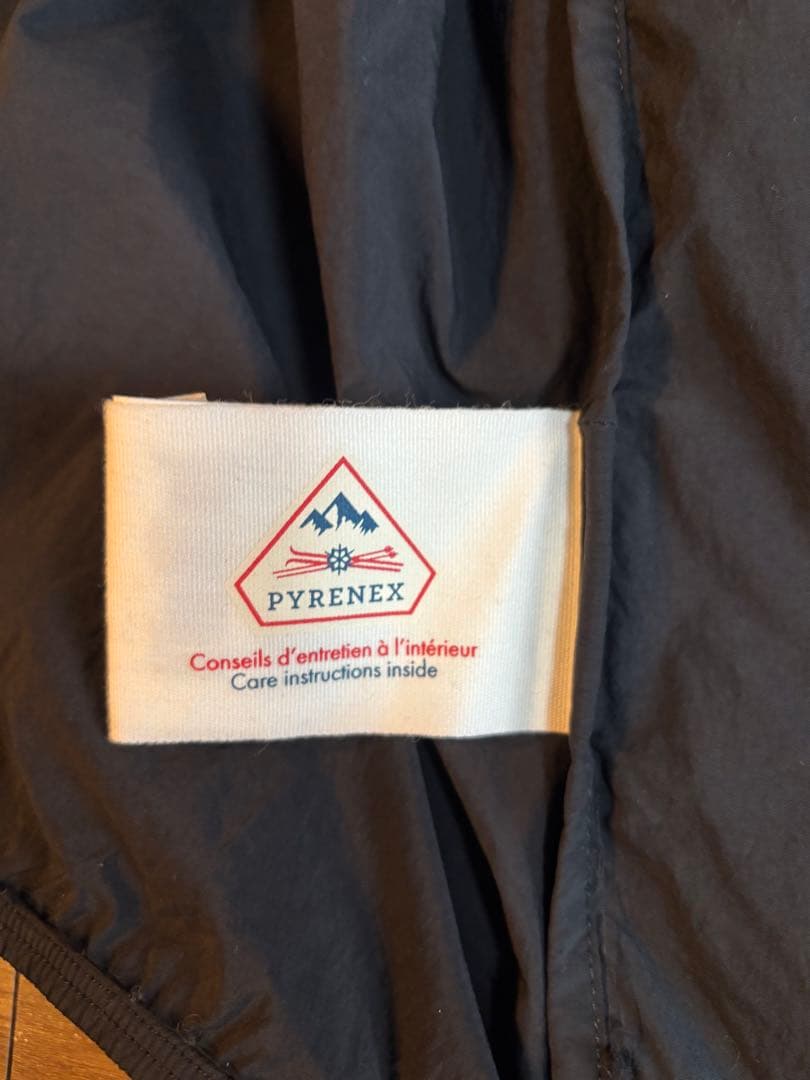 PYRENEX
Conseils d'entretien à l'intérieur
Care instructions inside